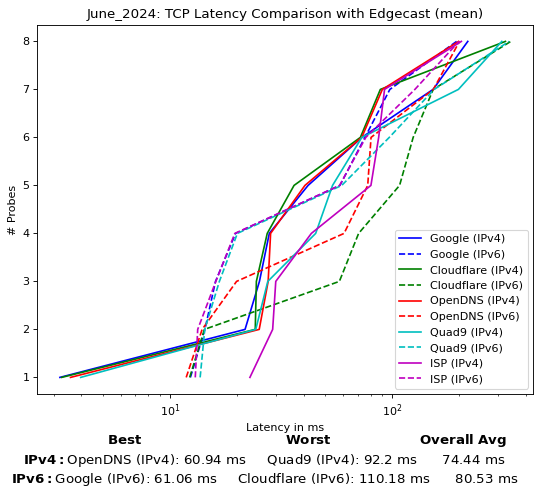 June_2024: TCP Latency Comparison with Edgecast (mean)
8
7
6
5
4
3
2
1
# Probes
10¹ 10²
Latency in ms
Google (IPv4)
Google (IPv6)
Cloudflare (IPv4)
Cloudflare (IPv6)
OpenDNS (IPv4)
OpenDNS (IPv6)
Quad9 (IPv4)
Quad9 (IPv6)
ISP (IPv4)
ISP (IPv6)
Best Worst Overall Avg
IPv4: OpenDNS (IPv4): 60.94 ms Quad9 (IPv4): 92.2 ms 74.44 ms
IPv6: Google (IPv6): 61.06 ms Cloudflare (IPv6): 110.18 ms 80.53 ms